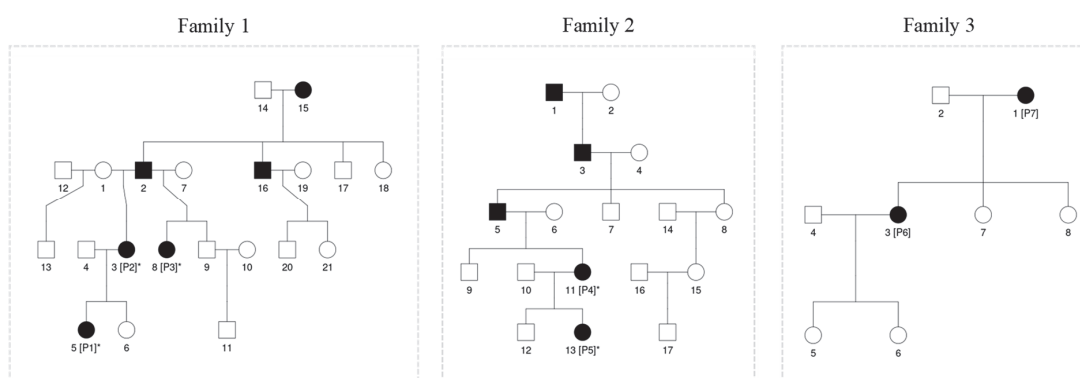 Family 1
Family 2
Family 3
14 15
12 1 2 7 16 19 17 18
13 4 3 [P2]* 8 [P3]* 9 10 20 21
5 [P1]* 6 11
1 2
3 4
5 6 7 14 8
9 10 11 [P4]* 16 15
12 13 [P5]* 17
2 1 [P7]
4 3 [P6] 7 8
5 6